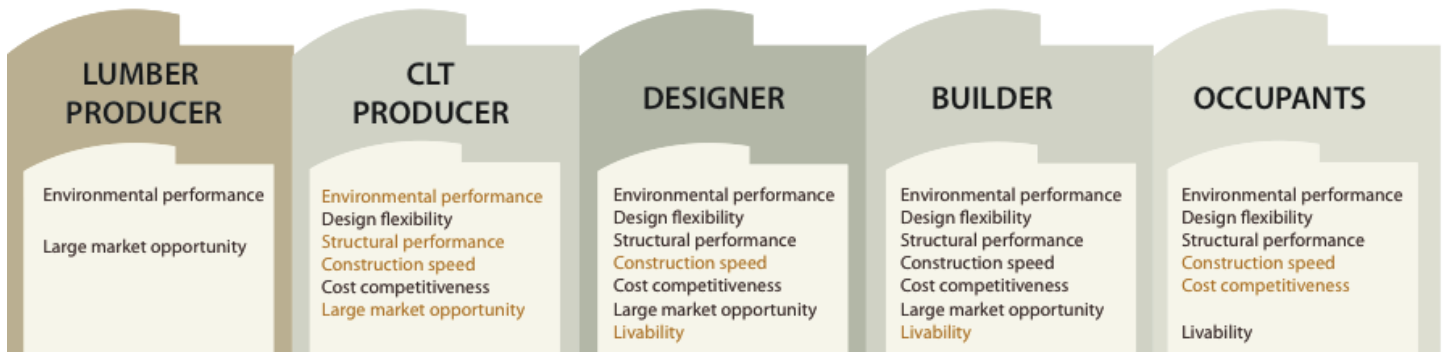 LUMBER
PRODUCER
Environmental performance
Large market opportunity
CLT
PRODUCER
Environmental performance
Design flexibility
Structural performance
Construction speed
Cost competitiveness
Large market opportunity
DESIGNER
Environmental performance
Design flexibility
Structural performance
Construction speed
Cost competitiveness
Large market opportunity
Livability
BUILDER
Environmental performance
Design flexibility
Structural performance
Construction speed
Cost competitiveness
Large market opportunity
Livability
OCCUPANTS
Environmental performance
Design flexibility
Structural performance
Construction speed
Cost competitiveness
Livability